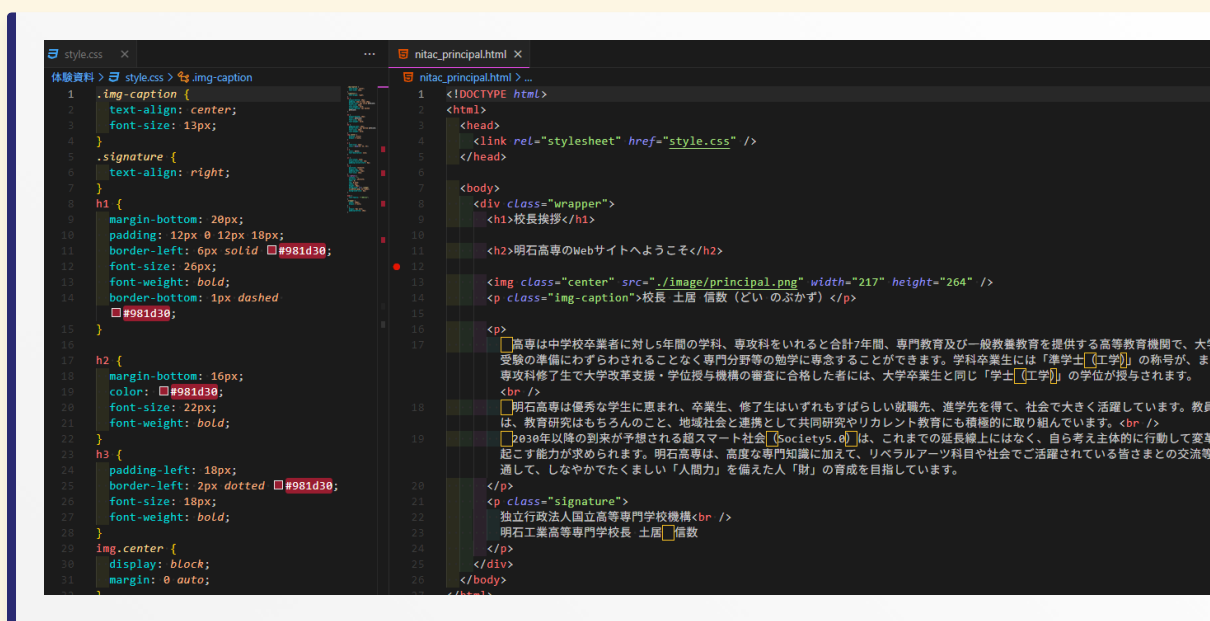 style.css × ···
体験資料 > style.css > .img-caption
1 .img-caption {
2 text-align: center;
3 font-size: 13px;
4 }
5 .signature {
6 text-align: right;
7 }
8 h1 {
9 margin-bottom: 20px;
10 padding: 12px 0 12px 18px;
11 border-left: 6px solid #981d30;
12 font-size: 26px;
13 font-weight: bold;
14 border-bottom: 1px dashed
#981d30;
15 }
16
17 h2 {
18 margin-bottom: 16px;
19 color: #981d30;
20 font-size: 22px;
21 font-weight: bold;
22 }
23 h3 {
24 padding-left: 18px;
25 border-left: 2px dotted #981d30;
26 font-size: 18px;
27 font-weight: bold;
28 }
29 img.center {
30 display: block;
31 margin: 0 auto;
nitac_principal.html ×
nitac_principal.html > ...
1 <!DOCTYPE html>
2 <html>
3 <head>
4 <link rel="stylesheet" href="style.css" />
5 </head>
6
7 <body>
8 <div class="wrapper">
9 <h1>校長挨拶</h1>
10
11 <h2>明石高専のWebサイトへようこそ</h2>
12
13 <img class="center" src="./image/principal.png" width="217" height="264" />
14 <p class="img-caption">校長 土居 信数（どい のぶかず）</p>
15
16 <p>
17 高専は中学校卒業者に対し5年間の学科、専攻科をいれると合計7年間、専門教育及び一般教養教育を提供する高等教育機関で、大学
受験の準備にわずらわされることなく専門分野等の勉学に専念することができます。学科卒業生には「準学士（工学）」の称号が、ま
専攻科修了生で大学改革支援・学位授与機構の審査に合格した者には、大学卒業生と同じ「学士（工学）」の学位が授与されます。
<br />
18 明石高専は優秀な学生に恵まれ、卒業生、修了生はいずれもすばらしい就職先、進学先を得て、社会で大きく活躍しています。教員
は、教育研究はもちろんのこと、地域社会と連携として共同研究やリカレント教育にも積極的に取り組んでいます。<br />
19 2030年以降の到来が予想される超スマート社会（Society5.0）は、これまでの延長線上にはなく、自ら考え主体的に行動して変革
起こす能力が求められます。明石高専は、高度な専門知識に加えて、リベラルアーツ科目や社会でご活躍されている皆さまとの交流等
通して、しなやかでたくましい「人間力」を備えた人「財」の育成を目指しています。
20 </p>
21 <p class="signature">
22 独立行政法人国立高等専門学校機構<br />
23 明石工業高等専門学校長 土居　信数
24 </p>
25 </div>
26 </body>